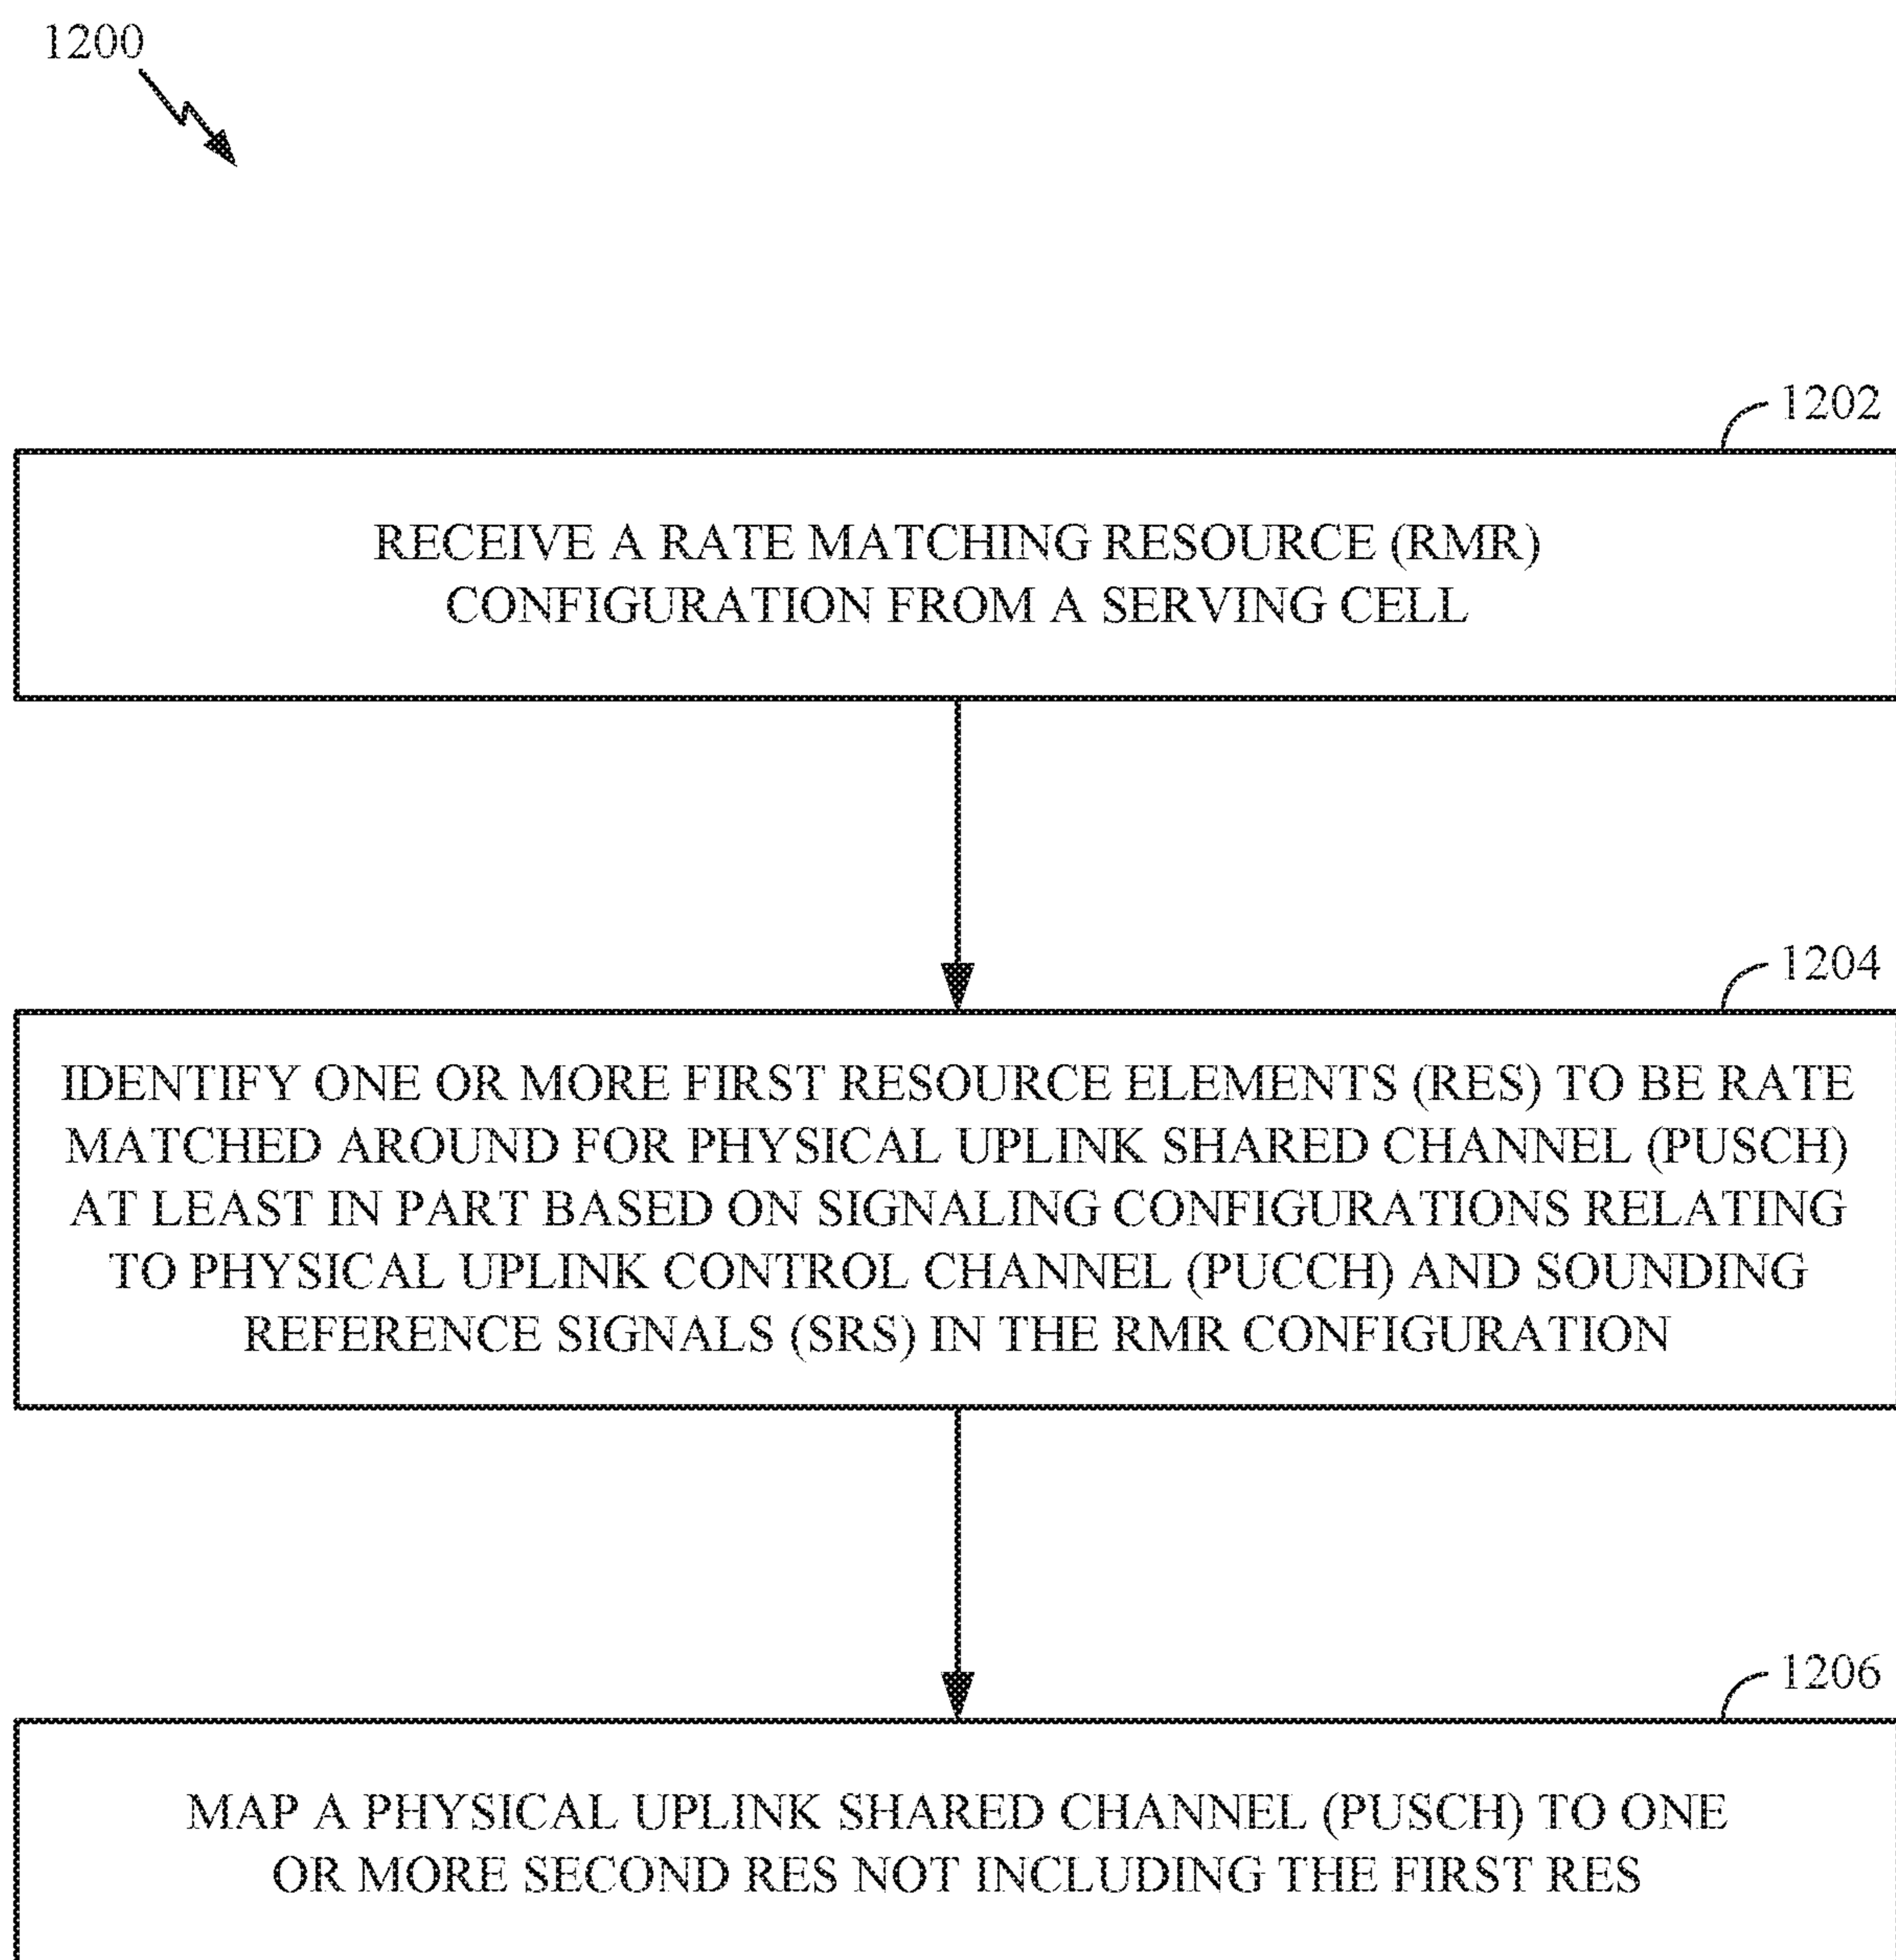 1200
1202
RECEIVE A RATE MATCHING RESOURCE (RMR)
CONFIGURATION FROM A SERVING CELL
1204
IDENTIFY ONE OR MORE FIRST RESOURCE ELEMENTS (RES) TO BE RATE
MATCHED AROUND FOR PHYSICAL UPLINK SHARED CHANNEL (PUSCH)
AT LEAST IN PART BASED ON SIGNALING CONFIGURATIONS RELATING
TO PHYSICAL UPLINK CONTROL CHANNEL (PUCCH) AND SOUNDING
REFERENCE SIGNALS (SRS) IN THE RMR CONFIGURATION
1206
MAP A PHYSICAL UPLINK SHARED CHANNEL (PUSCH) TO ONE
OR MORE SECOND RES NOT INCLUDING THE FIRST RES